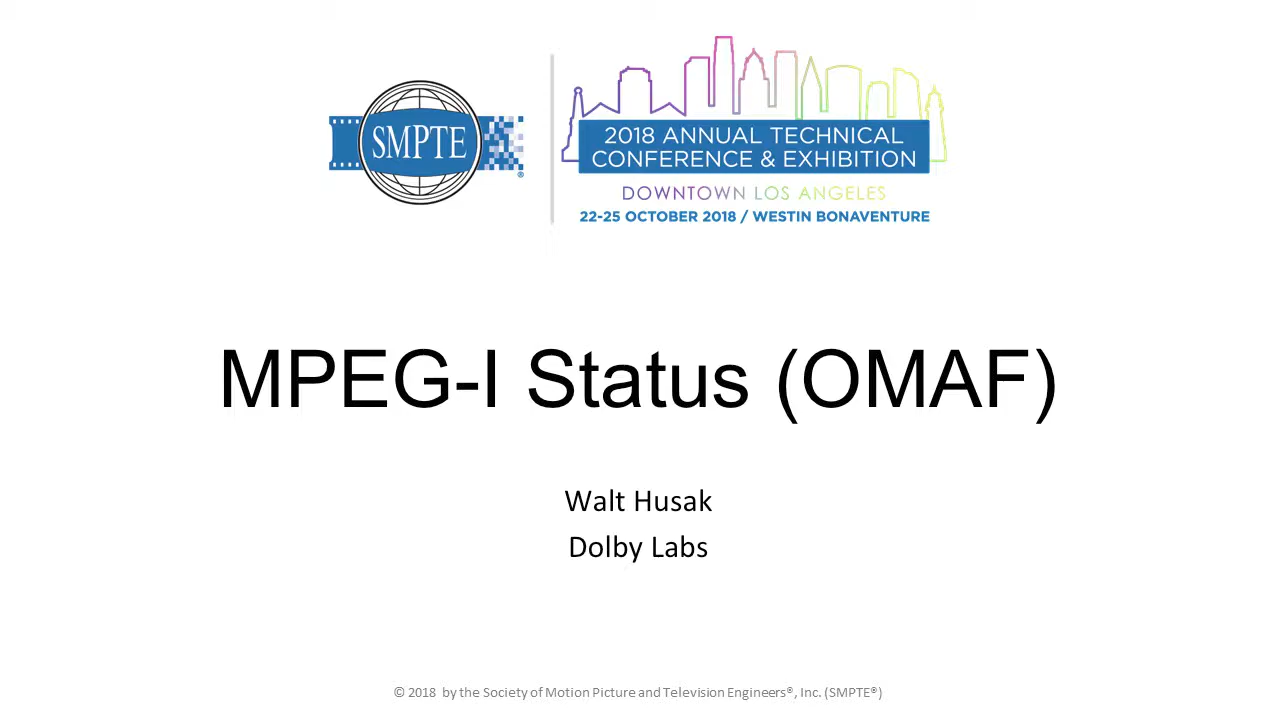 SMPTE®
2018 ANNUAL TECHNICAL
CONFERENCE & EXHIBITION
DOWNTOWN LOS ANGELES
22-25 OCTOBER 2018 / WESTIN BONAVENTURE
MPEG-I Status (OMAF)
Walt Husak
Dolby Labs
© 2018 by the Society of Motion Picture and Television Engineers®, Inc. (SMPTE®)